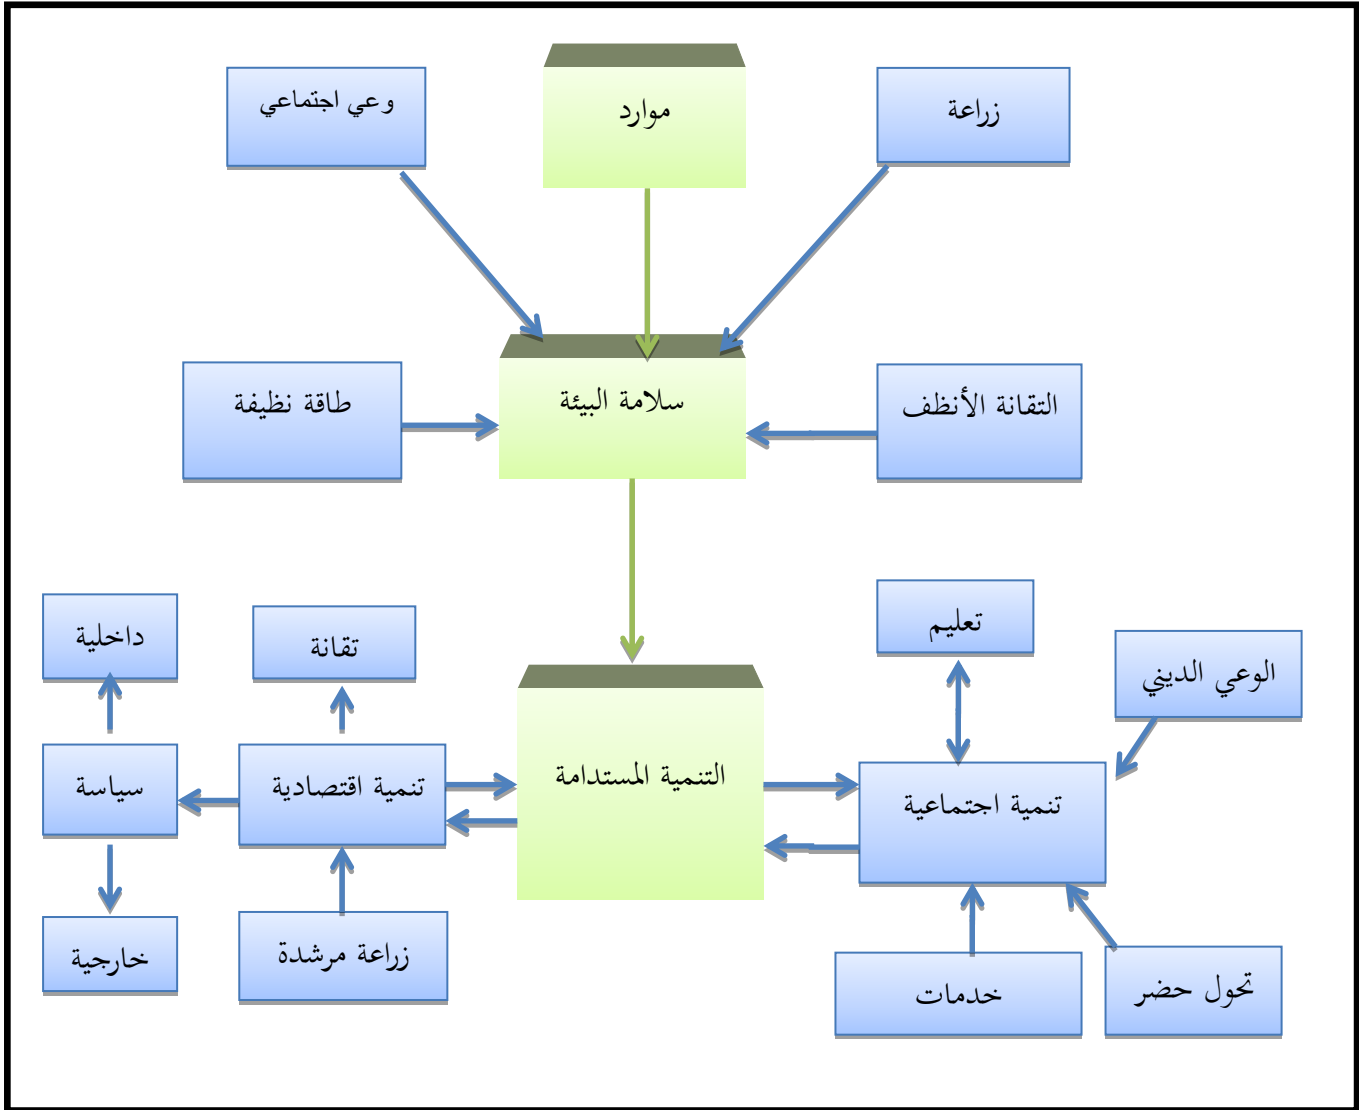 زراعة
موارد
وعي اجتماعي
التقانة الأنظف
سلامة البيئة
طاقة نظيفة
تعليم
الوعي الديني
تقانة
داخلية
تنمية اجتماعية
التنمية المستدامة
تنمية اقتصادية
سياسة
تحول حضر
خدمات
زراعة مرشدة
خارجية